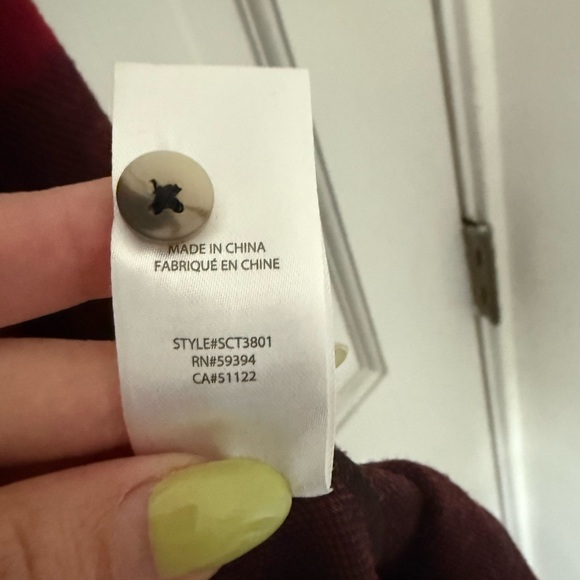 MADE IN CHINA
FABRIQUÉ EN CHINE
STYLE#SCT3801
RN#59394
CA#51122